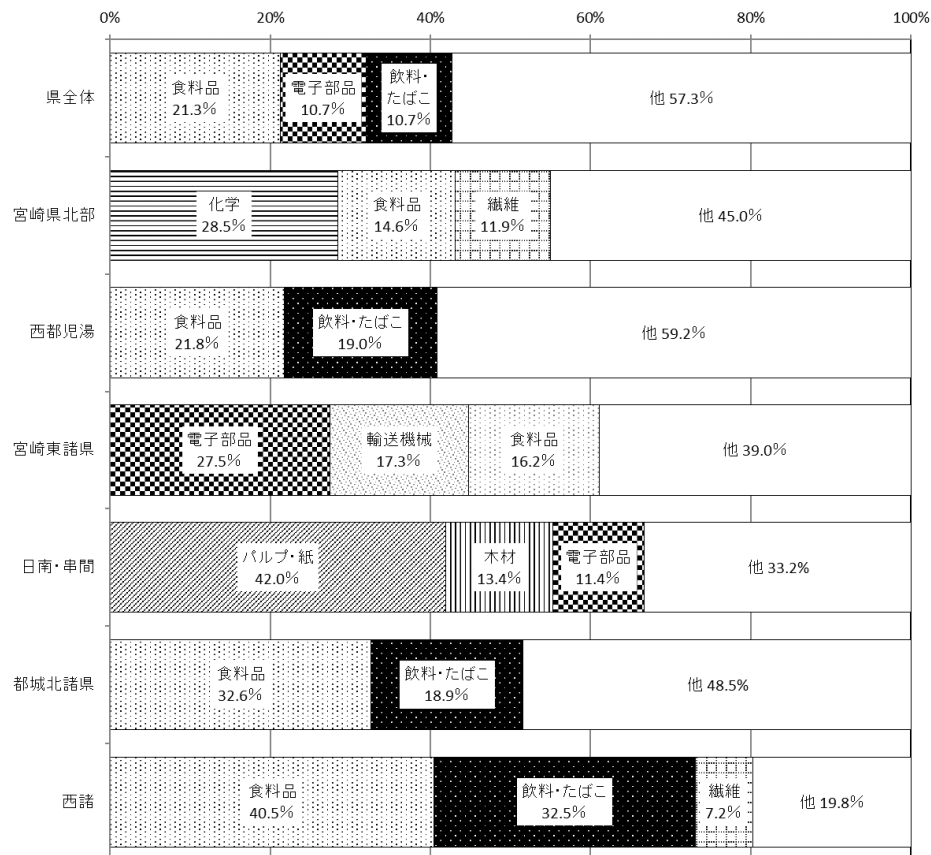 0% 20% 40% 60% 80% 100%
県全体
食料品
21.3%
電子部品
10.7%
飲料・
たばこ
10.7%
他 57.3%
宮崎県北部
化学
28.5%
食料品
14.6%
繊維
11.9%
他 45.0%
西都児湯
食料品
21.8%
飲料・たばこ
19.0%
他 59.2%
宮崎東諸県
電子部品
27.5%
輸送機械
17.3%
食料品
16.2%
他 39.0%
日南・串間
パルプ・紙
42.0%
木材
13.4%
電子部品
11.4%
他 33.2%
都城北諸県
食料品
32.6%
飲料・たばこ
18.9%
他 48.5%
西諸
食料品
40.5%
飲料・たばこ
32.5%
繊維
7.2%
他 19.8%